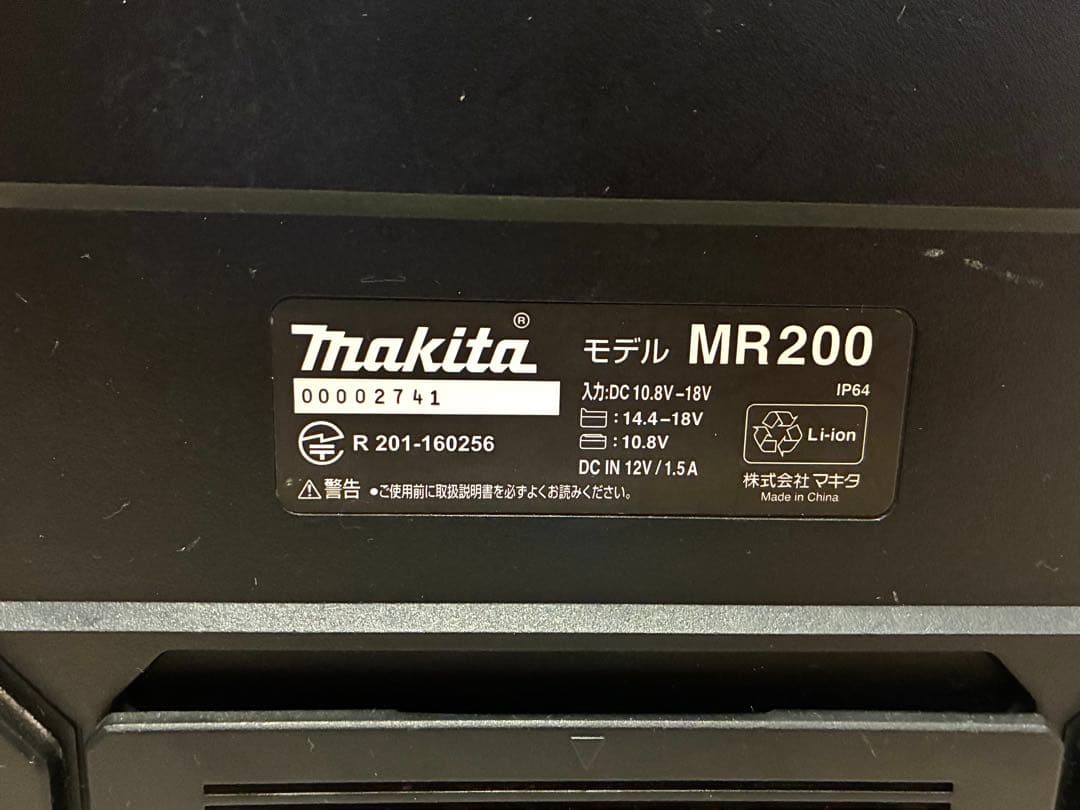 makita®
モデル MR200
00002741
入力:DC 10.8V-18V
IP64
:14.4-18V
:10.8V
Li-ion
R 201-160256
DC IN 12V/1.5A
株式会社 マキタ
Made in China
警告 ●ご使用前に取扱説明書を必ずよくお読みください。